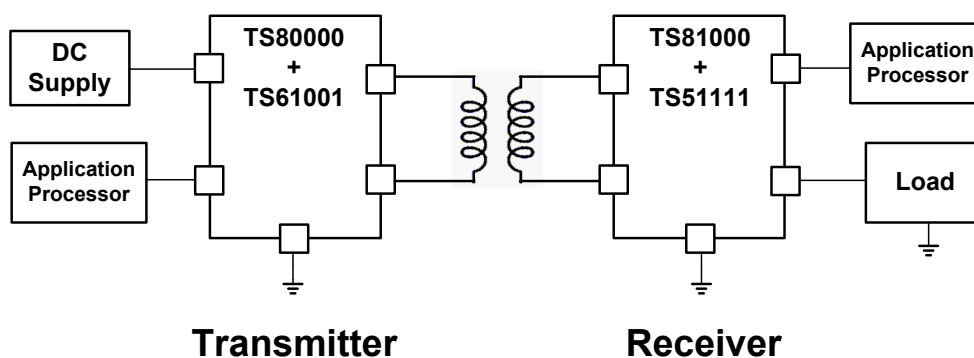 DC
Supply
Application
Processor
TS80000
+
TS61001
TS81000
+
TS51111
Application
Processor
Load
Transmitter
Receiver